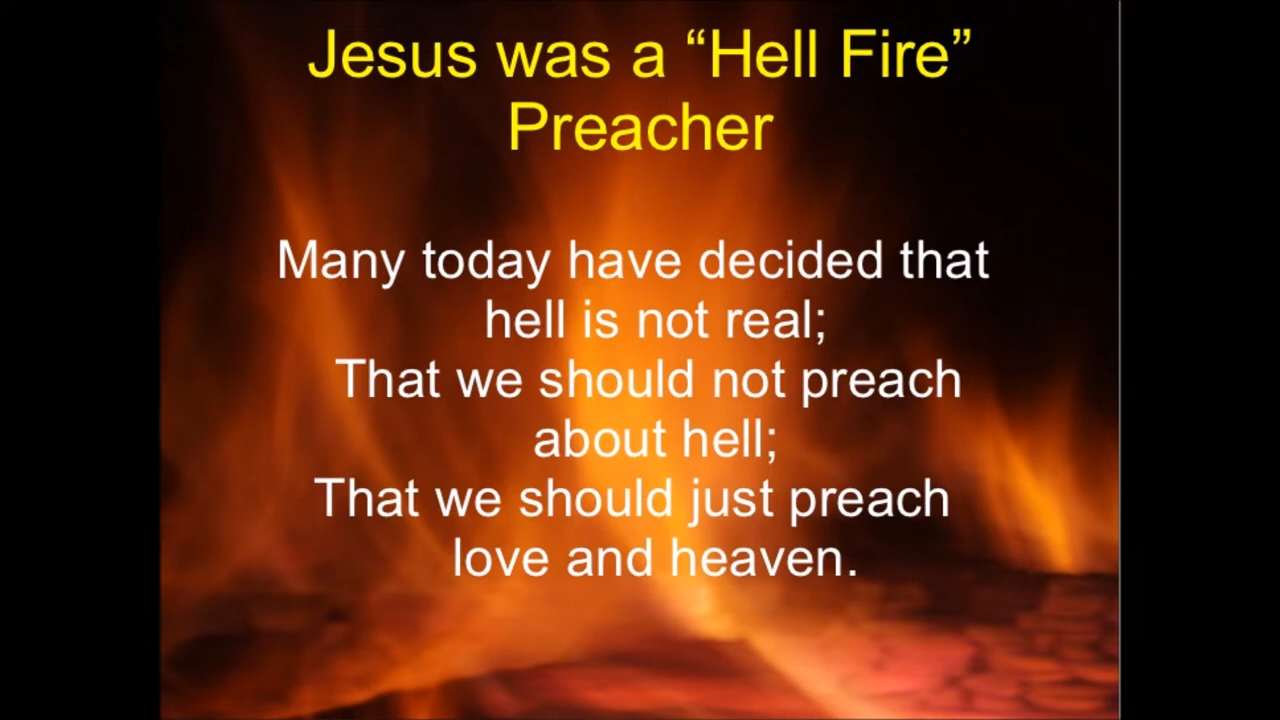 Jesus was a “Hell Fire”
Preacher
Many today have decided that
hell is not real;
That we should not preach
about hell;
That we should just preach
love and heaven.